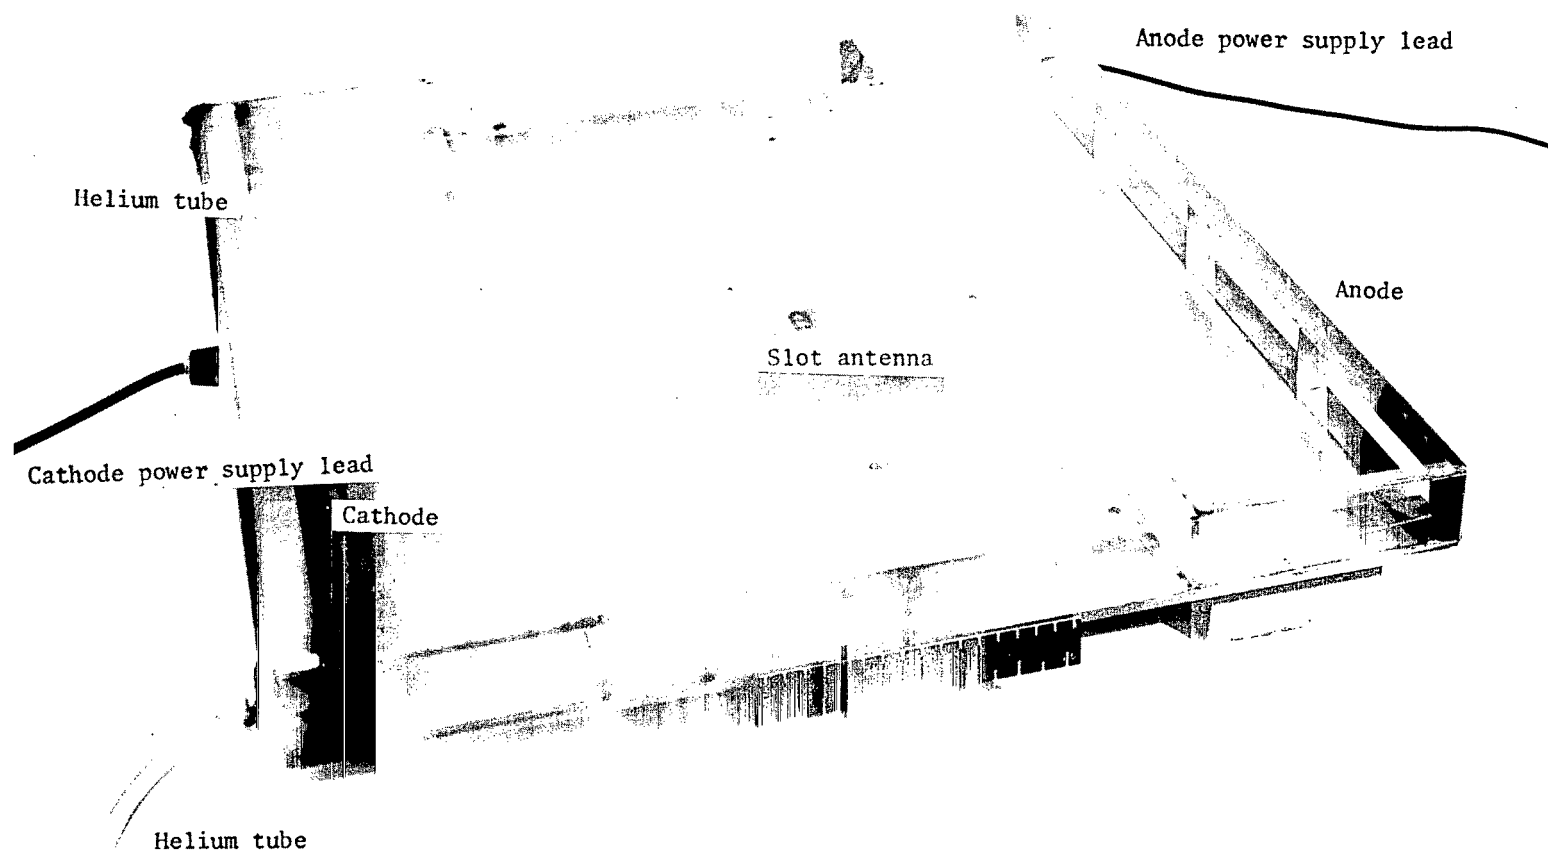 Anode power supply lead
Helium tube
Anode
Slot antenna
Cathode power supply lead
Cathode
Helium tube